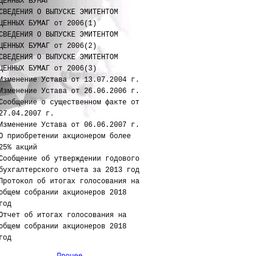 ЦЕННЫХ БУМАГ
СВЕДЕНИЯ О ВЫПУСКЕ ЭМИТЕНТОМ
ЦЕННЫХ БУМАГ от 2006(1)
СВЕДЕНИЯ О ВЫПУСКЕ ЭМИТЕНТОМ
ЦЕННЫХ БУМАГ от 2006(2)
СВЕДЕНИЯ О ВЫПУСКЕ ЭМИТЕНТОМ
ЦЕННЫХ БУМАГ от 2006(3)
Изменение Устава от 13.07.2004 г.
Изменение Устава от 26.06.2006 г.
Сообщение о существенном факте от
27.04.2007 г.
Изменение Устава от 06.06.2007 г.
О приобретении акционером более
25% акций
Сообщение об утверждении годового
бухгалтерского отчета за 2013 год
Протокол об итогах голосования на
общем собрании акционеров 2018
год
Отчет об итогах голосования на
общем собрании акционеров 2018
год
Прочее